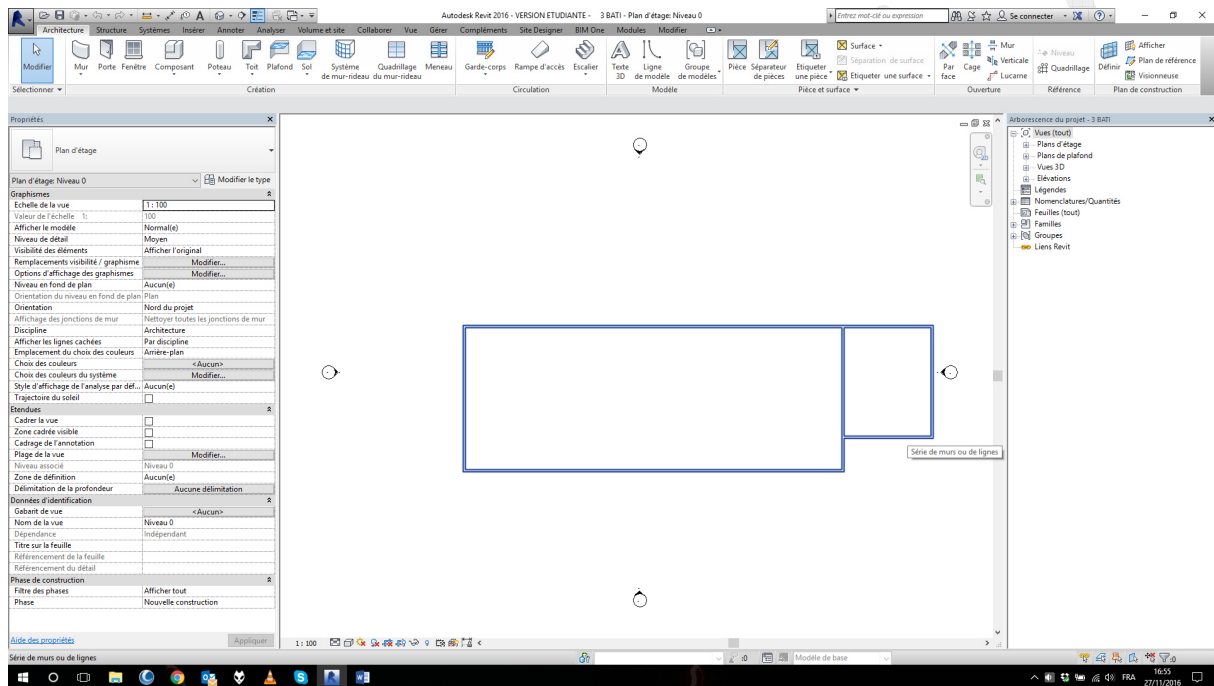 Autodesk Revit 2016 - VERSION ETUDIANTE - 3 BATI - Plan d'étage: Niveau 0
Entrez mot-clé ou expression
Se connecter
Architecture Structure Systèmes Insérer Annoter Analyser Volume et site Collaborer Vue Gérer Compléments Site Designer BIM One Modules Modifier
Modifier
Mur
Porte
Fenêtre
Composant
Poteau
Toit
Plafond
Sol
Système
de mur-rideau
Quadrillage
du mur-rideau
Meneau
Garde-corps
Rampe d'accès
Escalier
Texte
3D
Ligne
de modèle
Groupe
de modèles
Pièce
Séparateur
de pièces
Etiqueter
une pièce
Surface
Séparation de surface
Etiqueter une surface
Par
face
Cage
Mur
Verticale
Lucarne
Niveau
Quadrillage
Définir
Afficher
Plan de référence
Visionneuse
Sélectionner
Création
Circulation
Modèle
Pièce et surface
Ouverture
Référence
Plan de construction
Propriétés
Plan d'étage
Plan d'étage: Niveau 0
Modifier le type
Graphismes
Echelle de la vue 1 : 100
Valeur de l'échelle 1: 100
Afficher le modèle Normal(e)
Niveau de détail Moyen
Visibilité des éléments Afficher l'original
Remplacements visibilité / graphisme Modifier...
Options d'affichage des graphismes Modifier...
Niveau en fond de plan Aucun(e)
Orientation du niveau en fond de plan Plan
Orientation Nord du projet
Affichage des jonctions de mur Nettoyer toutes les jonctions de mur
Discipline Architecture
Afficher les lignes cachées Par discipline
Emplacement du choix des couleurs Arrière-plan
Choix des couleurs <Aucun>
Choix des couleurs du système Modifier...
Style d'affichage de l'analyse par déf... Aucun(e)
Trajectoire du soleil
Etendues
Cadrer la vue
Zone cadrée visible
Cadrage de l'annotation
Plage de la vue Modifier...
Niveau associé Niveau 0
Zone de définition Aucun(e)
Délimitation de la profondeur Aucune délimitation
Données d'identification
Gabarit de vue <Aucun>
Nom de la vue Niveau 0
Dépendance Indépendant
Titre sur la feuille
Référencement de la feuille
Référencement du détail
Phase de construction
Filtre des phases Afficher tout
Phase Nouvelle construction
Aide des propriétés
Appliquer
Série de murs ou de lignes
Arborescence du projet - 3 BATI
Vues (tout)
Plans d'étage
Plans de plafond
Vues 3D
Elévations
Légendes
Nomenclatures/Quantités
Feuilles (tout)
Familles
Groupes
Liens Revit
1 : 100
Série de murs ou de lignes
:0
Modèle de base
:0
FRA
16:55
27/11/2016